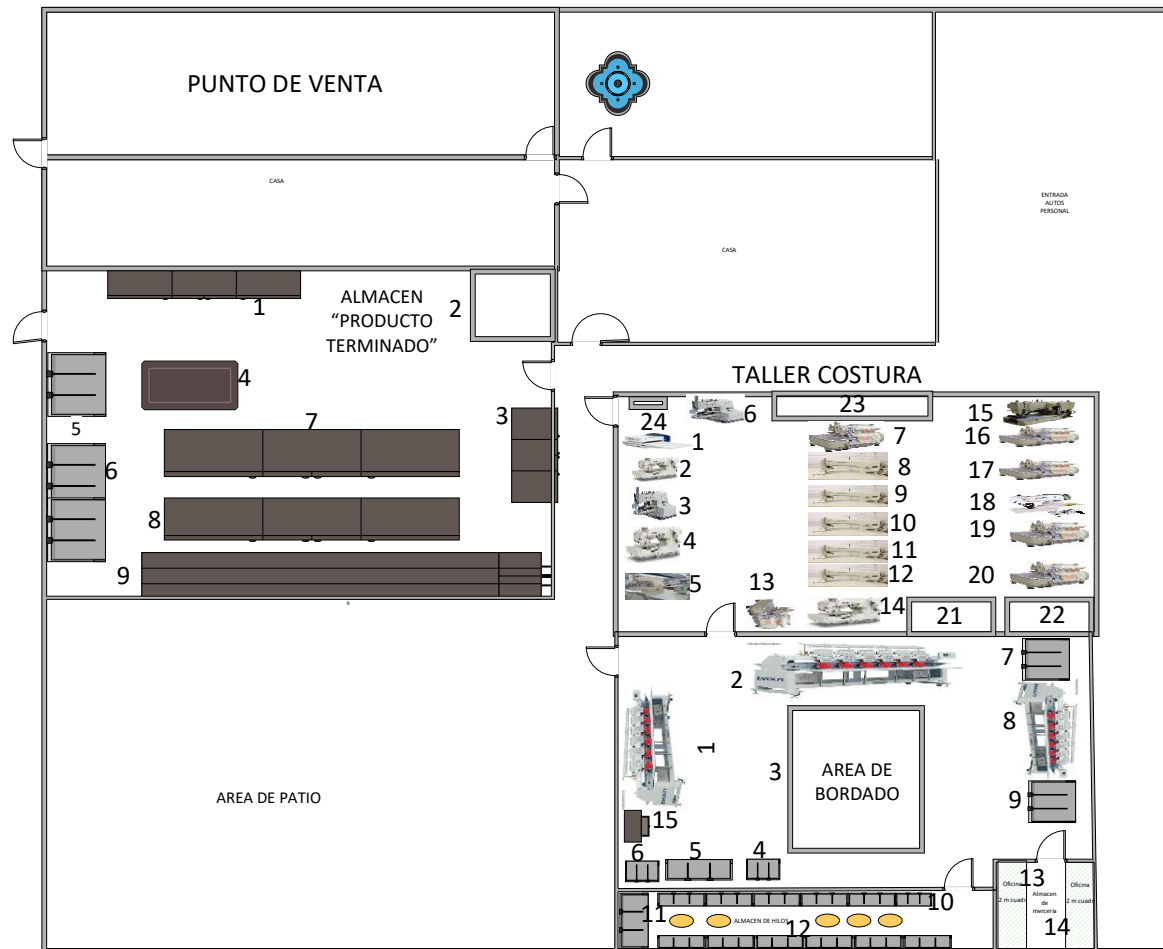 PUNTO DE VENTA
CASA
ENTRADA
AUTOS
PERSONAL
CASA
ALMACEN
“PRODUCTO
TERMINADO”
1
2
4
3
5
6
7
8
9
TALLER COSTURA
24
6
23
15
1
7
16
2
8
17
3
9
18
4
10
19
5
11
12
20
13
14
21
22
7
2
8
1
3
AREA DE
BORDADO
9
AREA DE PATIO
15
6
5
4
10
11
ALMACEN DE HILOS
12
13
Oficina
2 m cuadr
Almacen
de
merceria
Oficina
2 m cuadr
14